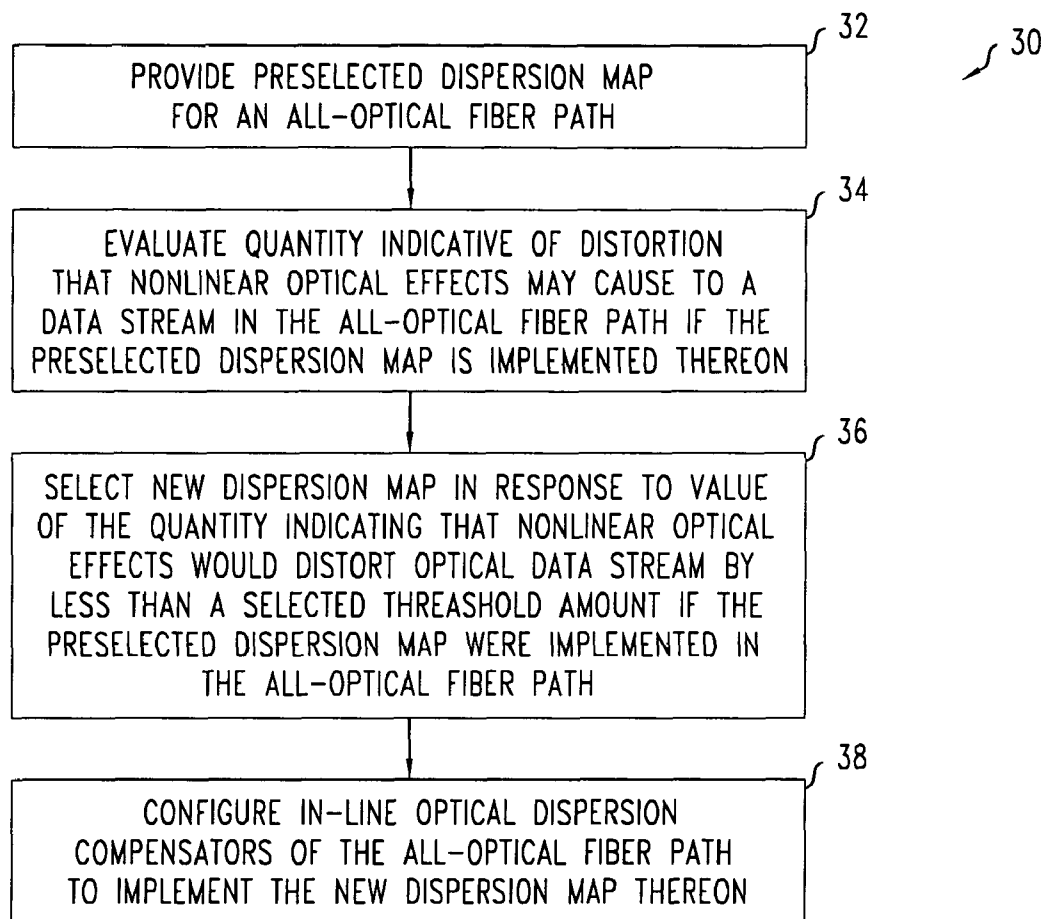 32
30
PROVIDE PRESELECTED DISPERSION MAP
FOR AN ALL-OPTICAL FIBER PATH
34
EVALUATE QUANTITY INDICATIVE OF DISTORTION
THAT NONLINEAR OPTICAL EFFECTS MAY CAUSE TO A
DATA STREAM IN THE ALL-OPTICAL FIBER PATH IF THE
PRESELECTED DISPERSION MAP IS IMPLEMENTED THEREON
36
SELECT NEW DISPERSION MAP IN RESPONSE TO VALUE
OF THE QUANTITY INDICATING THAT NONLINEAR OPTICAL
EFFECTS WOULD DISTORT OPTICAL DATA STREAM BY
LESS THAN A SELECTED THRESHOLD AMOUNT IF THE
PRESELECTED DISPERSION MAP WERE IMPLEMENTED IN
THE ALL-OPTICAL FIBER PATH
38
CONFIGURE IN-LINE OPTICAL DISPERSION
COMPENSATORS OF THE ALL-OPTICAL FIBER PATH
TO IMPLEMENT THE NEW DISPERSION MAP THEREON